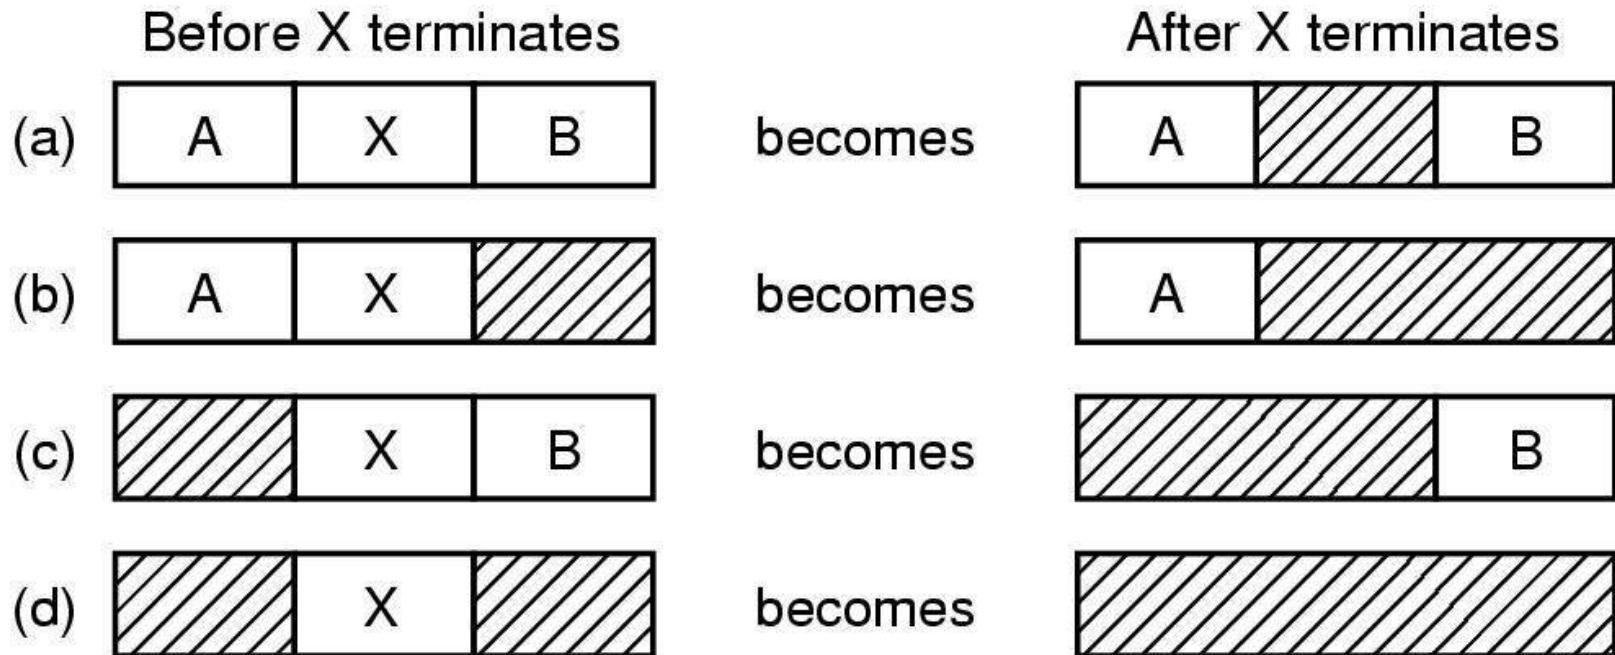 Before X terminates After X terminates
(a) A X B becomes A B
(b) A X becomes A
(c) X B becomes B
(d) X becomes